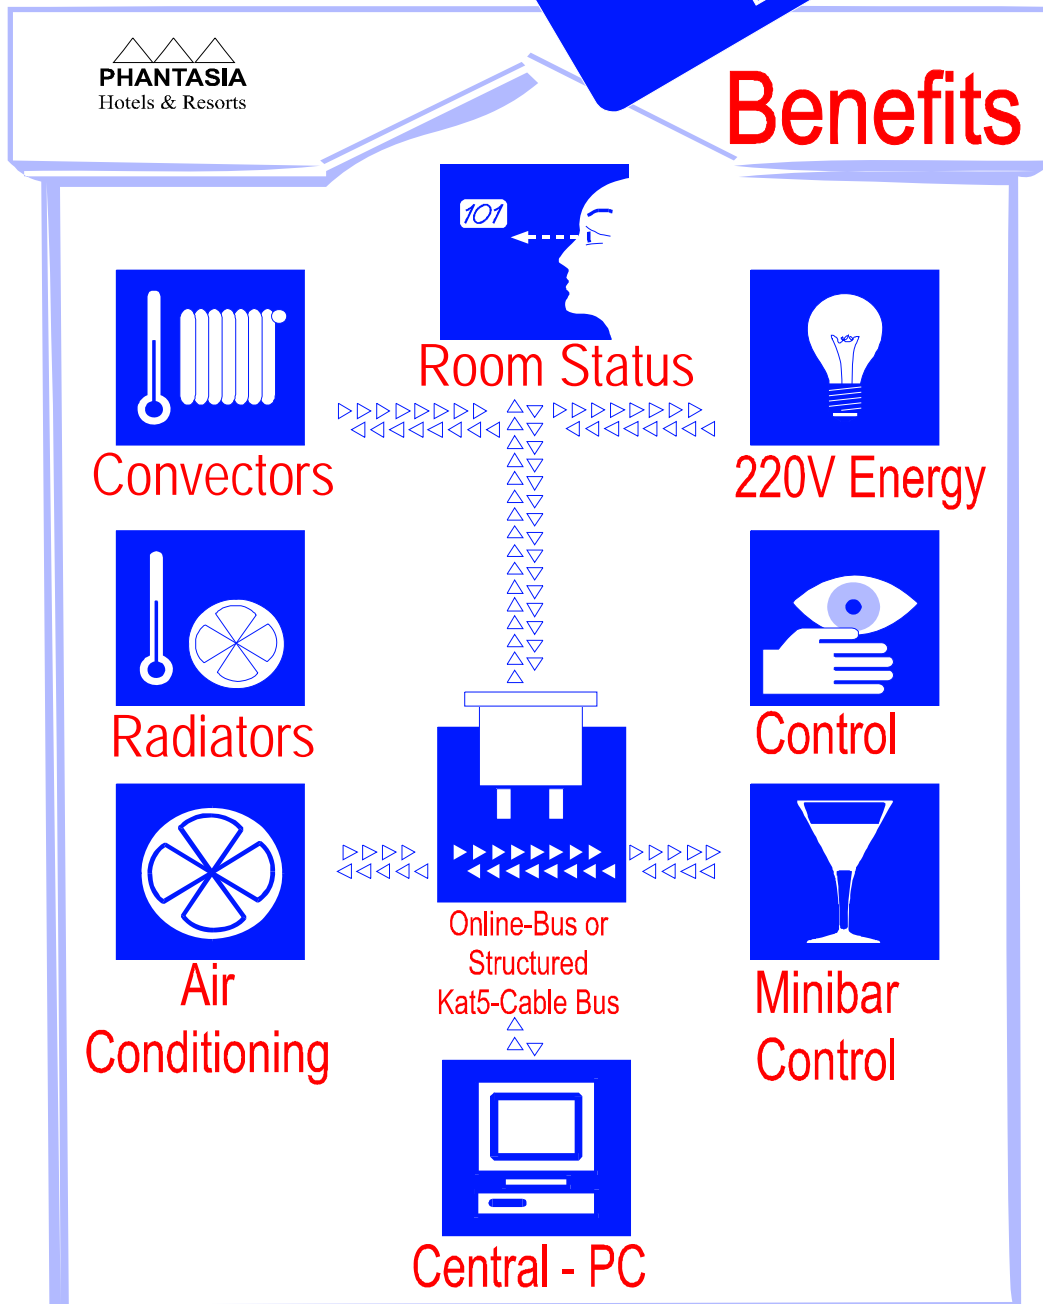 PHANTASIA
Hotels & Resorts
Benefits
101
Room Status
Convectors
220V Energy
Radiators
Control
Online-Bus or
Structured
Kat5-Cable Bus
Air
Conditioning
Minibar
Control
Central - PC